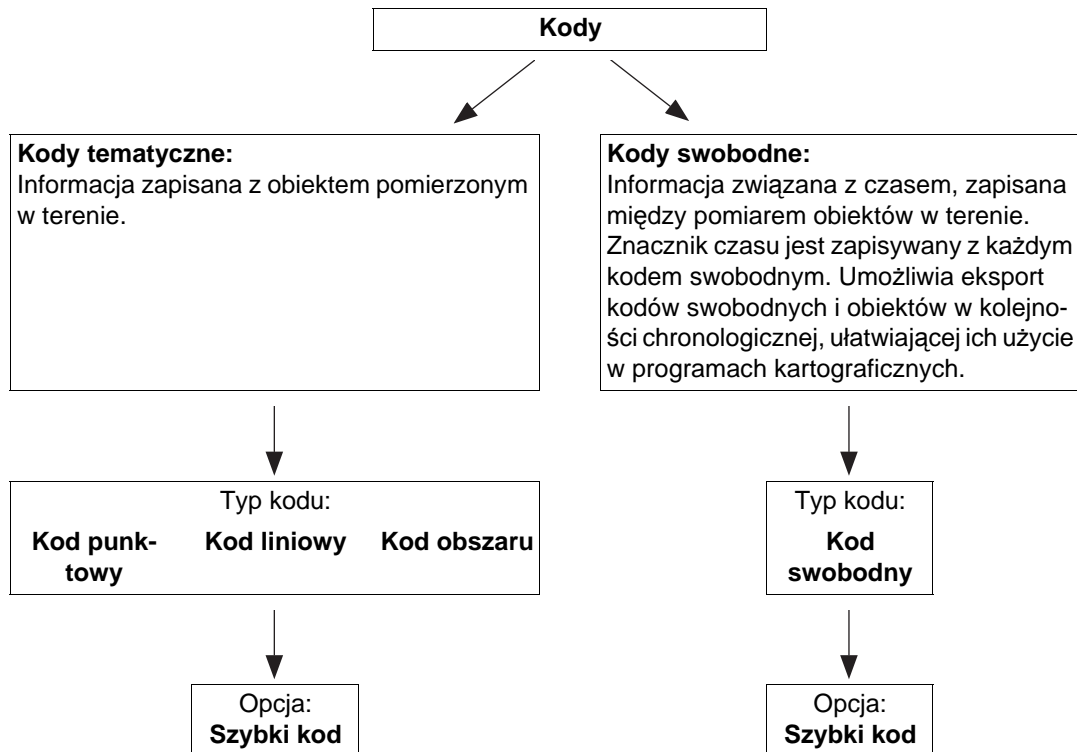 Kody
Kody tematyczne:
Informacja zapisana z obiektem pomierzonym
w terenie.
Kody swobodne:
Informacja związana z czasem, zapisana
między pomiarem obiektów w terenie.
Znacznik czasu jest zapisywany z każdym
kodem swobodnym. Umożliwia eksport
kodów swobodnych i obiektów w kolejno-
ści chronologicznej, ułatwiającej ich użycie
w programach kartograficznych.
Typ kodu:
Kod punk-
towy
Kod liniowy
Kod obszaru
Typ kodu:
Kod
swobodny
Opcja:
Szybki kod
Opcja:
Szybki kod